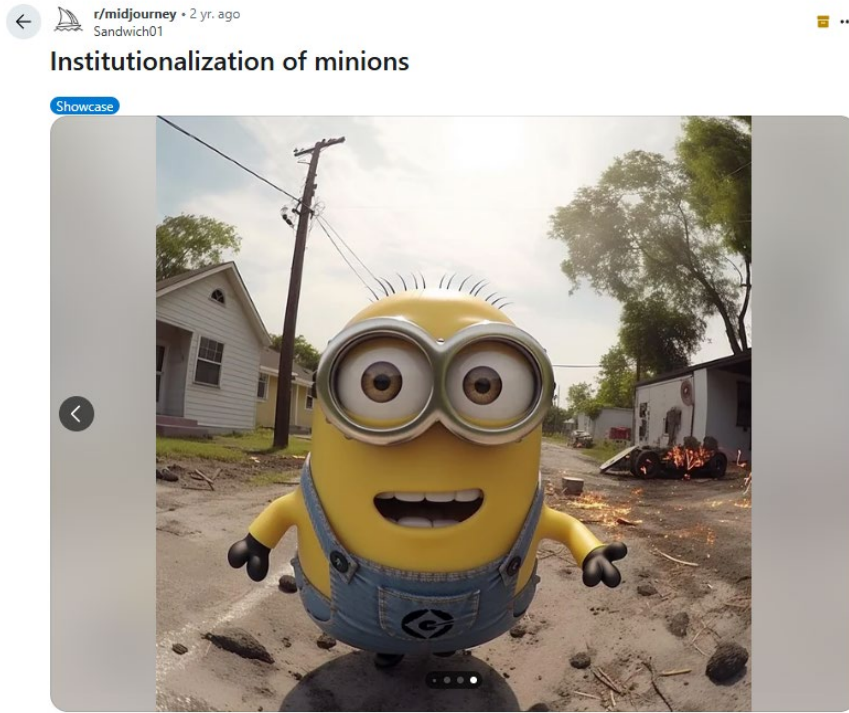 r/midjourney • 2 yr. ago
Sandwich01
Institutionalization of minions
Showcase